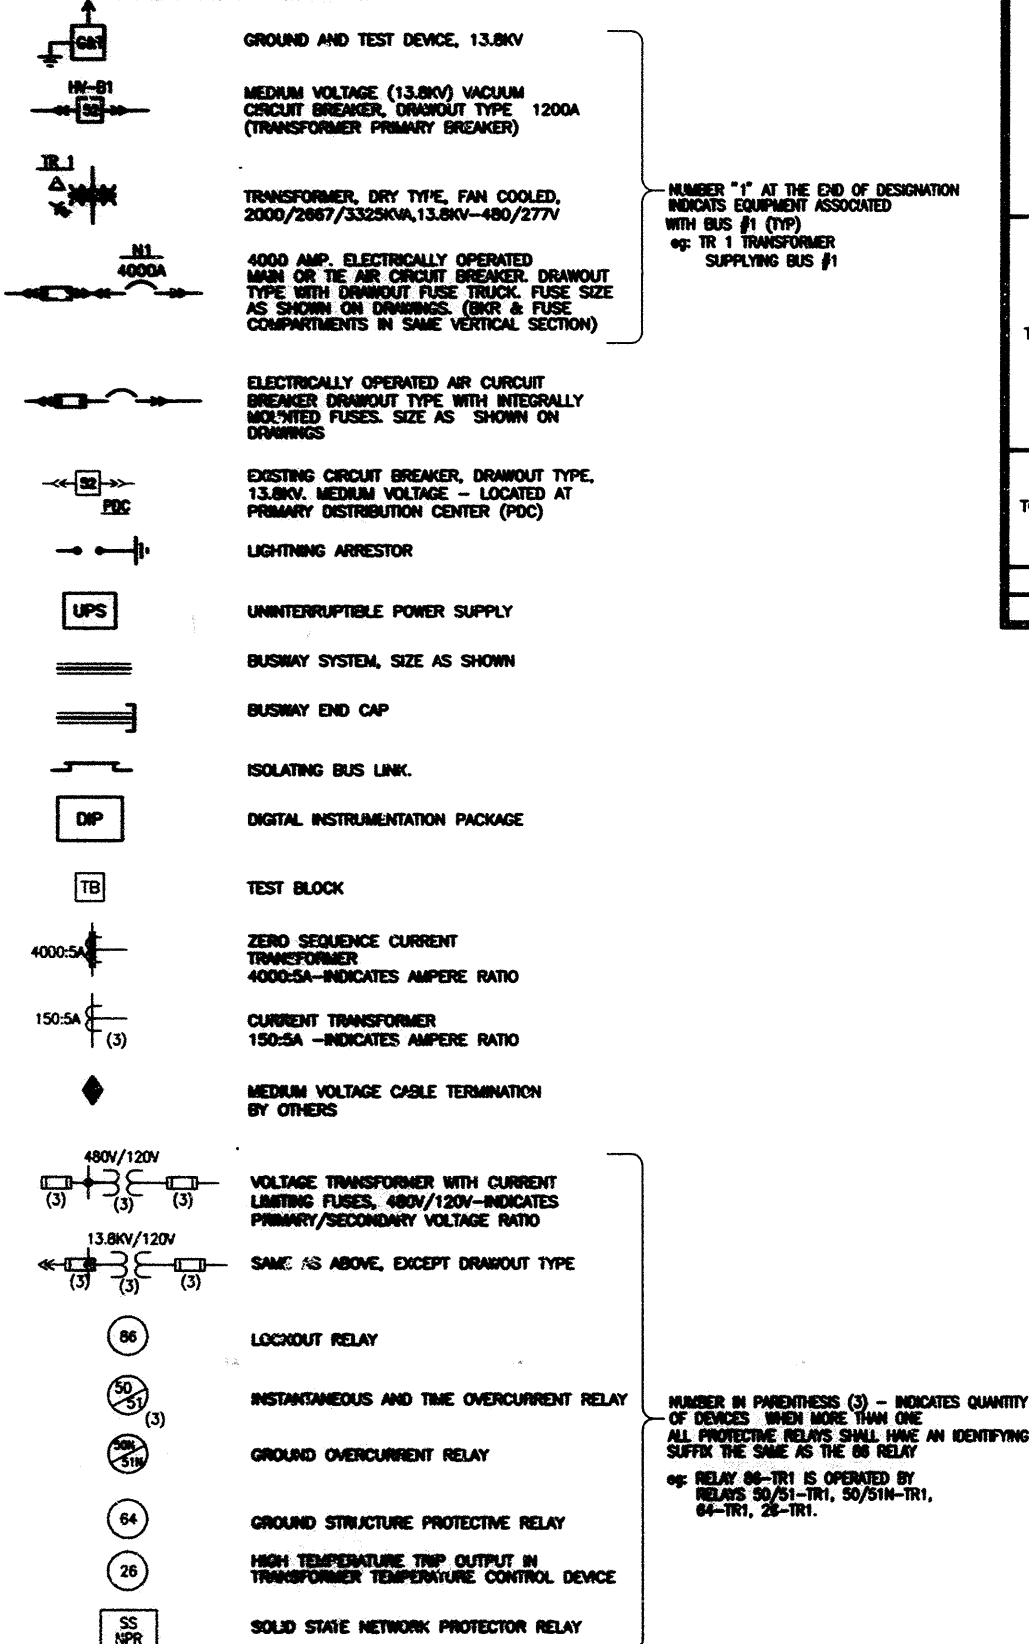 G&T
GROUND AND TEST DEVICE, 13.8KV
HV-B1
52
MEDIUM VOLTAGE (13.8KV) VACUUM
CIRCUIT BREAKER, DRAWOUT TYPE 1200A
(TRANSFORMER PRIMARY BREAKER)
TR 1
TRANSFORMER, DRY TYPE, FAN COOLED,
2000/2667/3325KVA,13.8KV-480/277V
NUMBER "1" AT THE END OF DESIGNATION
INDICATS EQUIPMENT ASSOCIATED
WITH BUS #1 (TYP)
eg: TR 1 TRANSFORMER
SUPPLYING BUS #1
N1
4000A
4000 AMP. ELECTRICALLY OPERATED
MAIN OR TIE AIR CIRCUIT BREAKER. DRAWOUT
TYPE WITH DRAWOUT FUSE TRUCK. FUSE SIZE
AS SHOWN ON DRAWINGS. (BKR & FUSE
COMPARTMENTS IN SAME VERTICAL SECTION)
ELECTRICALLY OPERATED AIR CURCUIT
BREAKER DRAWOUT TYPE WITH INTEGRALLY
MOUNTED FUSES. SIZE AS SHOWN ON
DRAWINGS
52
PDC
EXISTING CIRCUIT BREAKER, DRAWOUT TYPE,
13.8KV. MEDIUM VOLTAGE - LOCATED AT
PRIMARY DISTRIBUTION CENTER (PDC)
LIGHTNING ARRESTOR
UPS
UNINTERRUPTIBLE POWER SUPPLY
BUSWAY SYSTEM, SIZE AS SHOWN
BUSWAY END CAP
ISOLATING BUS LINK.
DIP
DIGITAL INSTRUMENTATION PACKAGE
TB
TEST BLOCK
4000:5A
ZERO SEQUENCE CURRENT
TRANSFORMER
4000:5A-INDICATES AMPERE RATIO
150:5A
(3)
CURRENT TRANSFORMER
150:5A -INDICATES AMPERE RATIO
MEDIUM VOLTAGE CABLE TERMINATION
BY OTHERS
480V/120V
(3) (3) (3)
VOLTAGE TRANSFORMER WITH CURRENT
LIMITING FUSES, 480V/120V-INDICATES
PRIMARY/SECONDARY VOLTAGE RATIO
13.8KV/120V
(3) (3) (3)
SAME AS ABOVE, EXCEPT DRAWOUT TYPE
86
LOCKOUT RELAY
50
51
(3)
INSTANTANEOUS AND TIME OVERCURRENT RELAY
50N
51N
GROUND OVERCURRENT RELAY
NUMBER IN PARENTHESIS (3) - INDICATES QUANTITY
OF DEVICES WHEN MORE THAN ONE
ALL PROTECTIVE RELAYS SHALL HAVE AN IDENTIFYING
SUFFIX THE SAME AS THE 86 RELAY
eg: RELAY 86-TR1 IS OPERATED BY
RELAYS 50/51-TR1, 50/51N-TR1,
64-TR1, 26-TR1.
64
GROUND STRUCTURE PROTECTIVE RELAY
26
HIGH TEMPERATURE TRIP OUTPUT IN
TRANSFORMER TEMPERATURE CONTROL DEVICE
SS
NPR
SOLID STATE NETWORK PROTECTOR RELAY